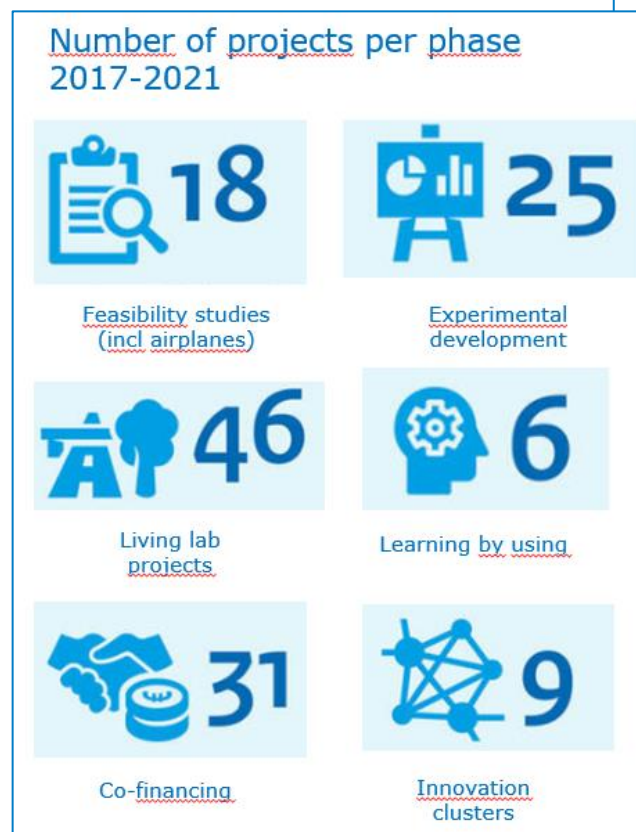 Number of projects per phase
2017-2021
18
Feasibility studies
(incl airplanes)
25
Experimental
development
46
Living lab
projects
6
Learning by using
31
Co-financing
9
Innovation
clusters